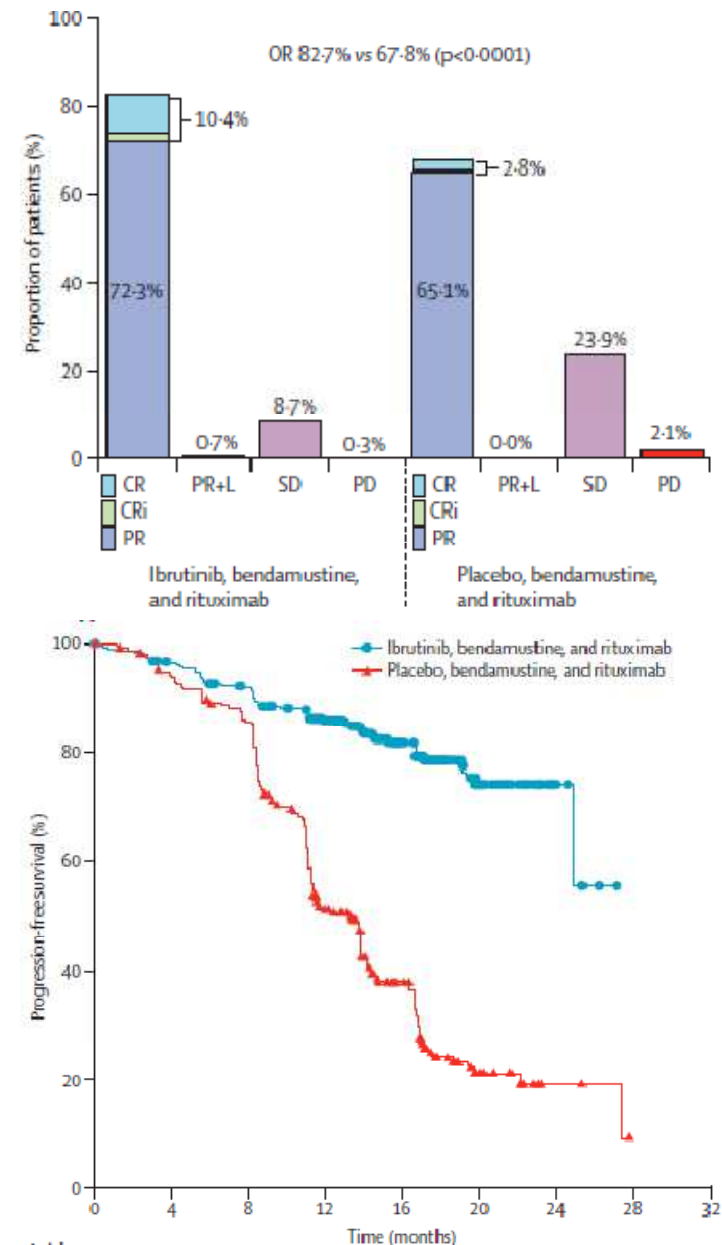 100
80
60
40
20
0
Proportion of patients (%)
OR 82·7% vs 67·8% (p<0·0001)
10·4%
72·3%
0·7%
8·7%
0·3%
2·8%
65·1%
0·0%
23·9%
2·1%
CR PR+L SD PD CR PR+L SD PD
CRi CRi
PR PR
Ibrutinib, bendamustine, Placebo, bendamustine,
and rituximab and rituximab
100
80
60
40
20
0
Progression-free survival (%)
Ibrutinib, bendamustine, and rituximab
Placebo, bendamustine, and rituximab
0 4 8 12 16 20 24 28 32
Time (months)